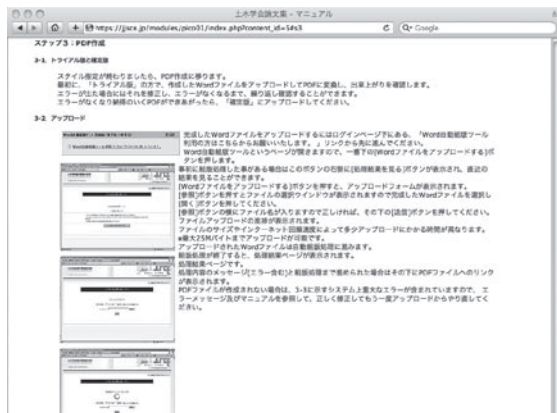 土木学会論文集 - マニュアル
https://jjsce.jp/modules/pico01/index.php?content_id=5#s3
Google
ステップ3：PDF作成
3-1. トライアル版と確定版
スタイル指定が終わりましたら、PDF作成に移ります。
最初に、「トライアル版」の方で、作成したWordファイルをアップロードしてPDFに変換し、出来上がりを確認します。
エラーが出た場合にはそれを修正し、エラーがなくなるまで、繰り返し確認することができます。
エラーがなくなり納得のいくPDFができあがったら、「確定版」にアップロードしてください。
3-2. アップロード
完成したWordファイルをアップロードするにはログインページ下にある、「Word自動組版ツール
利用の方はこちらからお願いいたします。」リンクから先に進んでください。
Word自動組版ツールというページが開きますので、一番下の[Wordファイルをアップロードする]ボ
タンを押します。
事前に組版処理した事がある場合はこのボタンの右側に[処理結果を見る]ボタンが表示され、直近の
結果を見ることができます。
[Wordファイルをアップロードする]ボタンを押すと、アップロードフォームが表示されます。
[参照]ボタンを押すとファイルの選択ウインドウが表示されますので完成したWordファイルを選択し
[開く]ボタンを押します。
[参照]ボタンの横にファイル名が入りますので正しければ、その下の[送信]ボタンを押してください。
ファイルアップロードの進捗が表示されます。
ファイルのサイズやインターネット回線速度によって多少アップロードにかかる時間が異なります。
※最大25Mバイトまでアップロードが可能です。
アップロードされたWordファイルは自動組版処理に進みます。
組版処理が終了すると、処理結果ページが表示されます。
処理結果ページです。
処理内容のメッセージ[エラー含む]と組版処理まで進められた場合はその下にPDFファイルへのリンク
が表示されます。
PDFファイルが作成されない場合は、3-3に示すシステム上重大なエラーが含まれていますので、エ
ラーメッセージ及びマニュアルを参照して、正しく修正してもう一度アップロードからやり直してく
ださい。